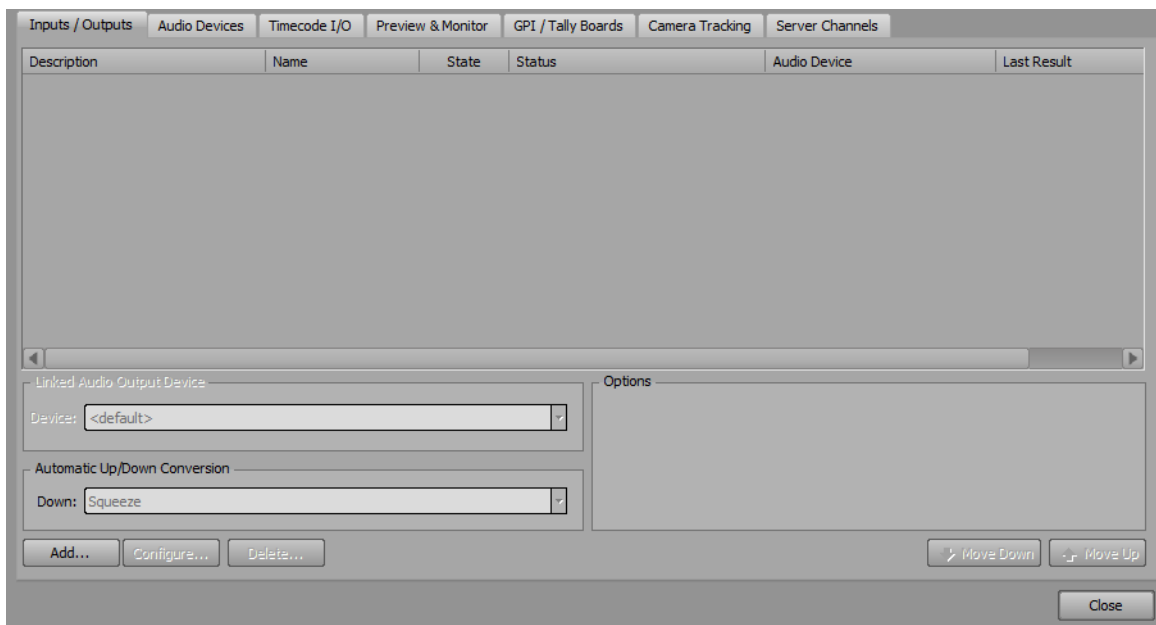 Inputs / Outputs Audio Devices Timecode I/O Preview & Monitor GPI / Tally Boards Camera Tracking Server Channels
Description Name State Status Audio Device Last Result
Linked Audio Output Device Options
Device: <default>
Automatic Up/Down Conversion
Down: Squeeze
Add... Configure... Delete... Move Down Move Up
Close